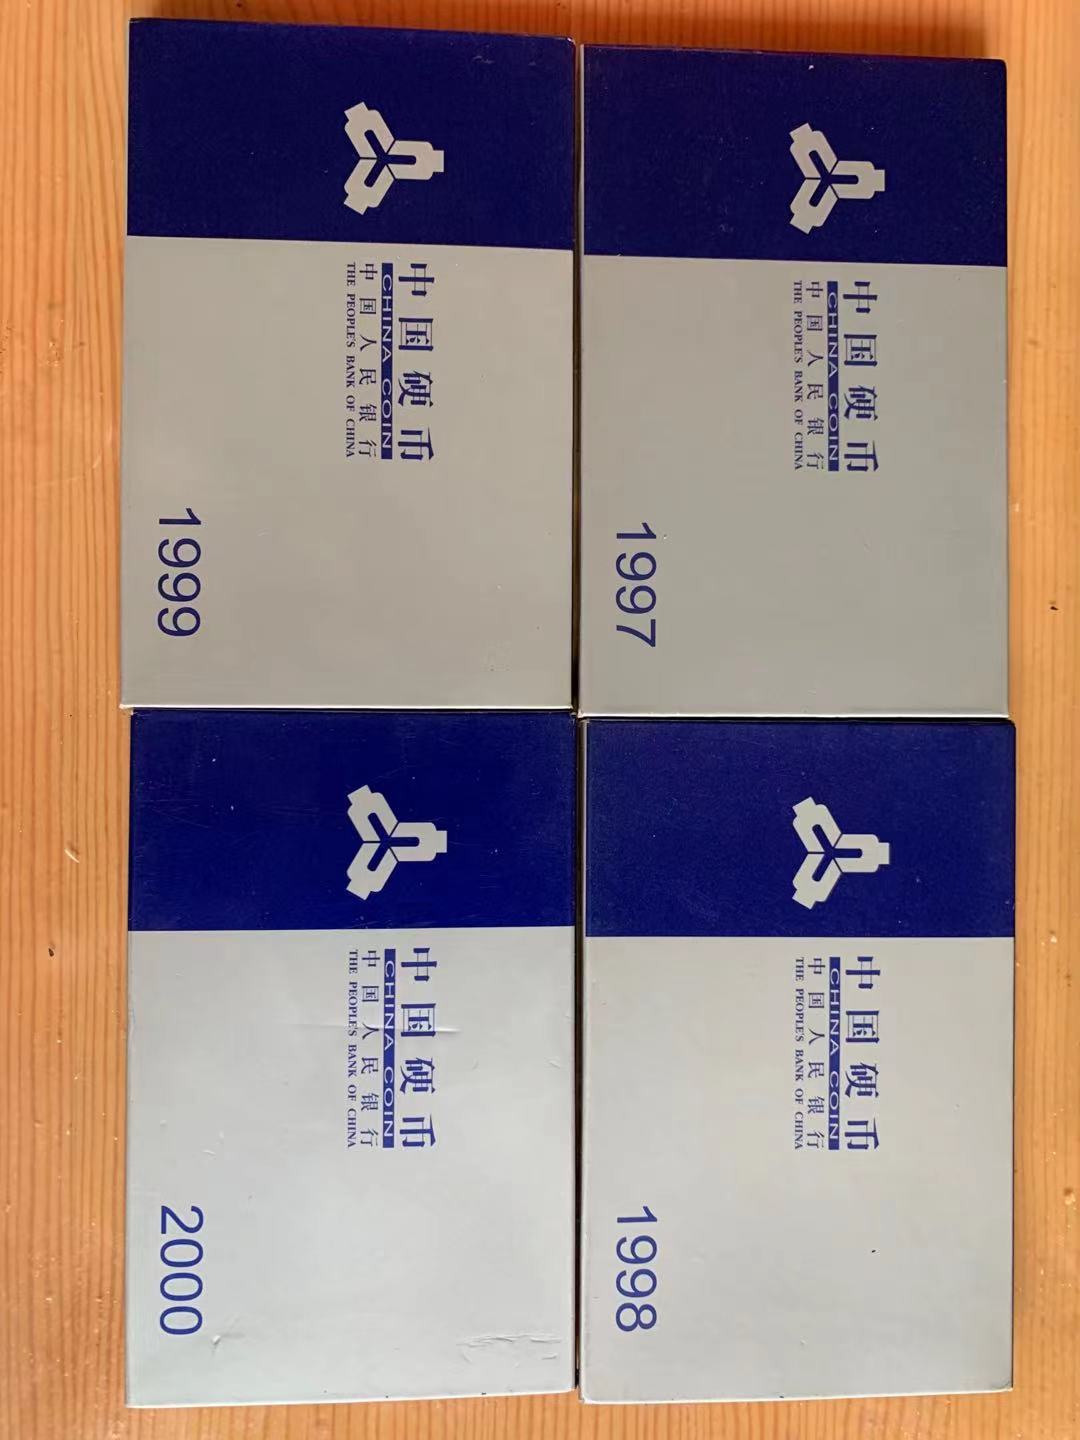 中国硬币
CHINA COIN
中国人民银行
THE PEOPLE'S BANK OF CHINA
1999
中国硬币
CHINA COIN
中国人民银行
THE PEOPLE'S BANK OF CHINA
1997
中国硬币
CHINA COIN
中国人民银行
THE PEOPLE'S BANK OF CHINA
2000
中国硬币
CHINA COIN
中国人民银行
THE PEOPLE'S BANK OF CHINA
1998